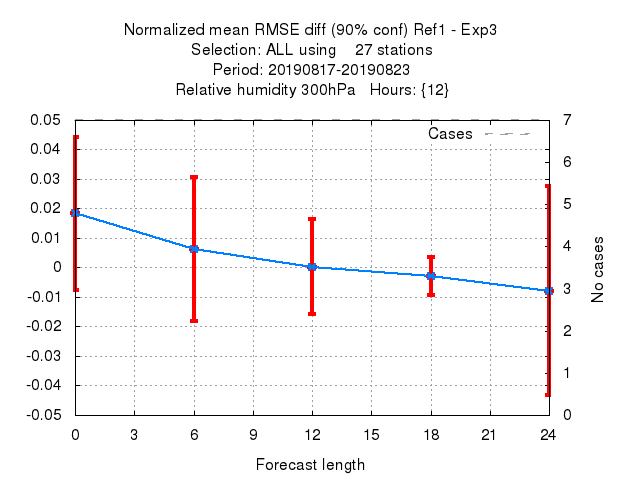 Normalized mean RMSE diff (90% conf) Ref1 - Exp3
Selection: ALL using    27 stations
Period: 20190817-20190823
Relative humidity 300hPa   Hours: {12}
Cases
0.05
0.04
0.03
0.02
0.01
0
-0.01
-0.02
-0.03
-0.04
-0.05
7
6
5
4
3
2
1
0
No cases
0 3 6 9 12 15 18 21 24
Forecast length